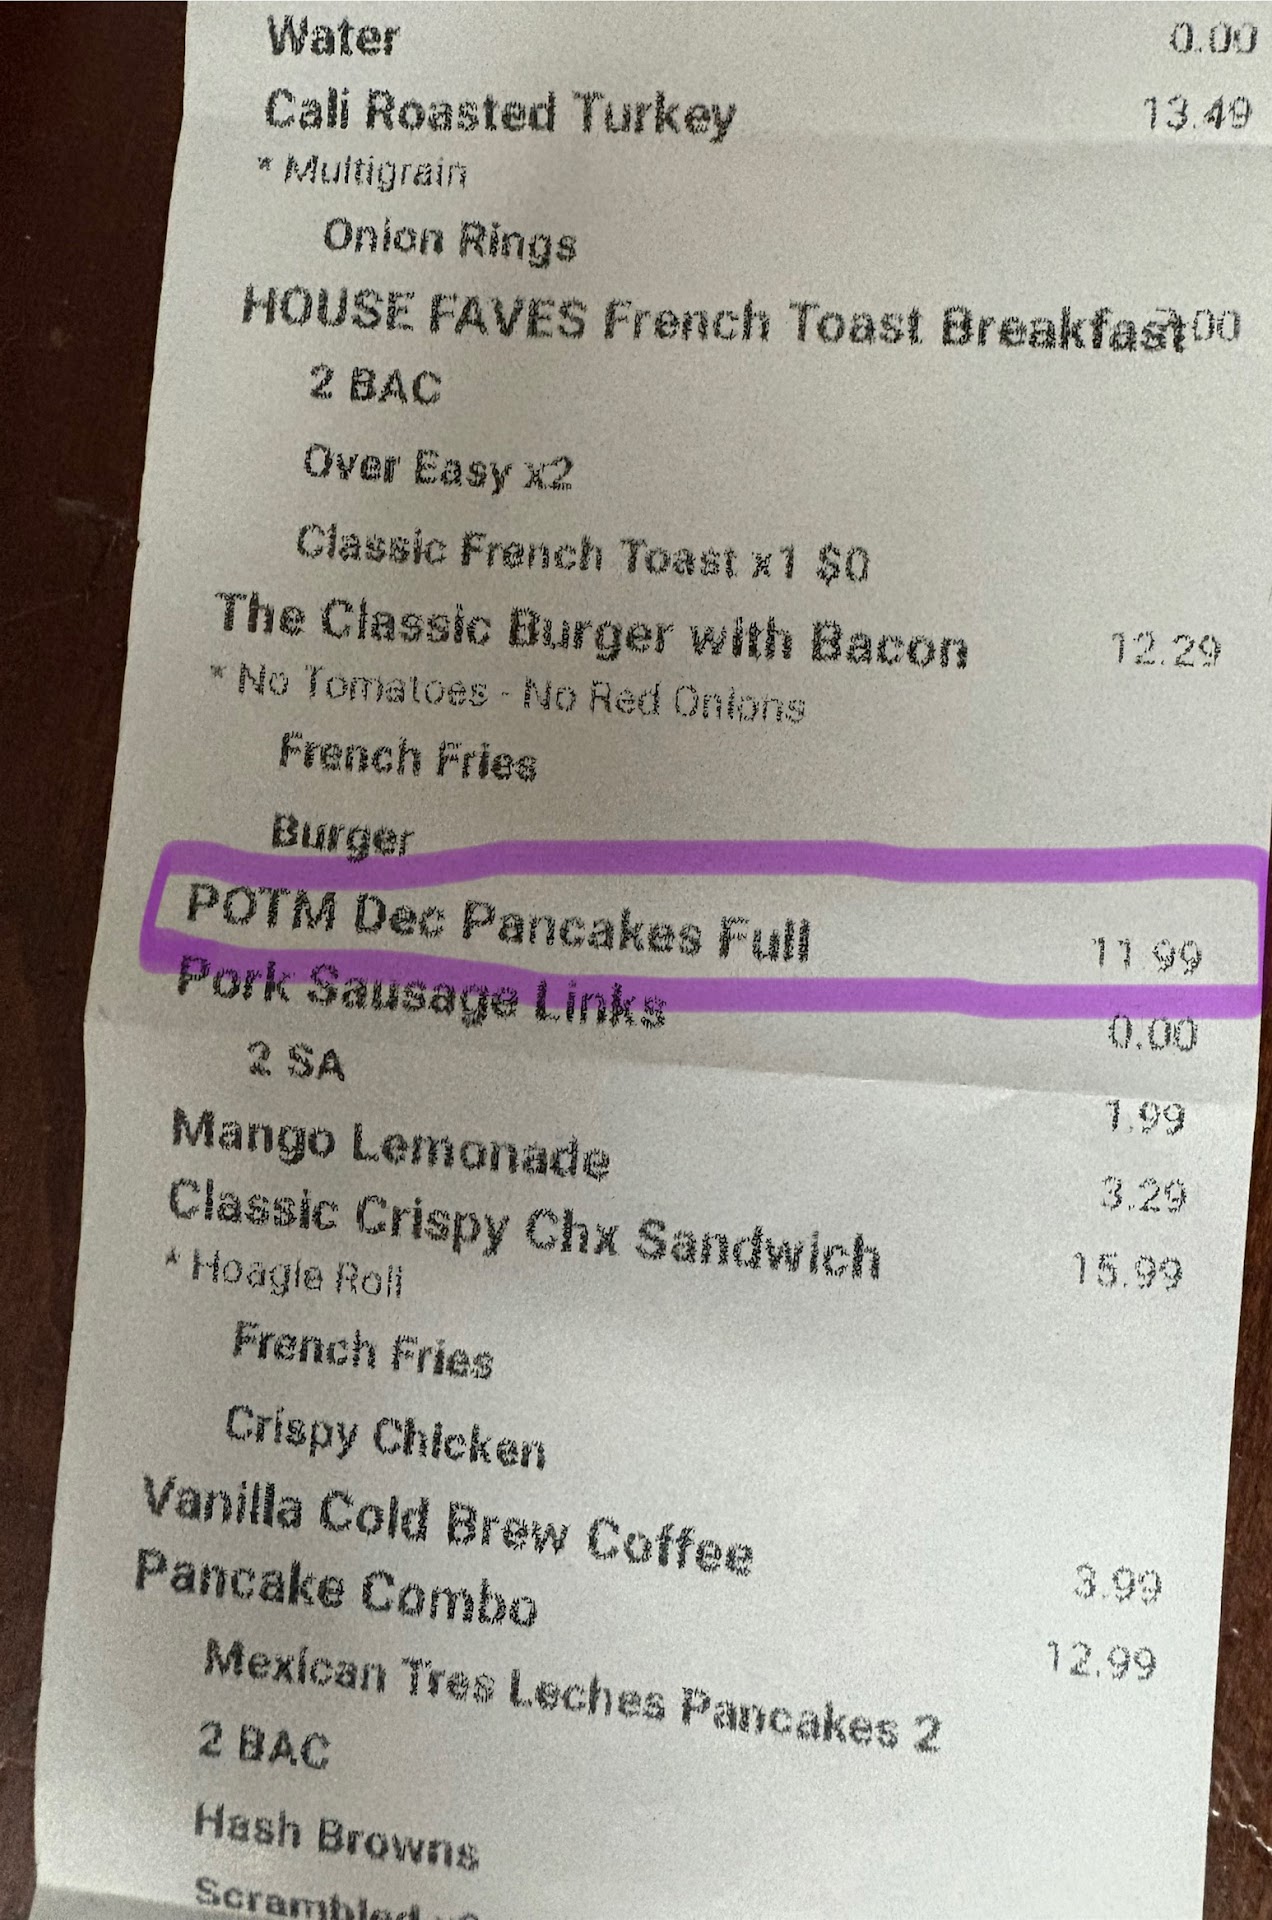 Water 0.00
Cali Roasted Turkey 13.49
* Multigrain
Onion Rings
HOUSE FAVES French Toast Breakfast
2 BAC
Over Easy x2
Classic French Toast x1 $0
The Classic Burger with Bacon 12.29
* No Tomatoes - No Red Onions
French Fries
Burger
POTM Dec Pancakes Full 11.99
Pork Sausage Links 0.00
2 SA 1.99
Mango Lemonade 3.29
Classic Crispy Chx Sandwich 15.99
* Hoagie Roll
French Fries
Crispy Chicken
Vanilla Cold Brew Coffee 3.99
Pancake Combo 12.99
Mexican Tres Leches Pancakes 2
2 BAC
Hash Browns
Scrambled